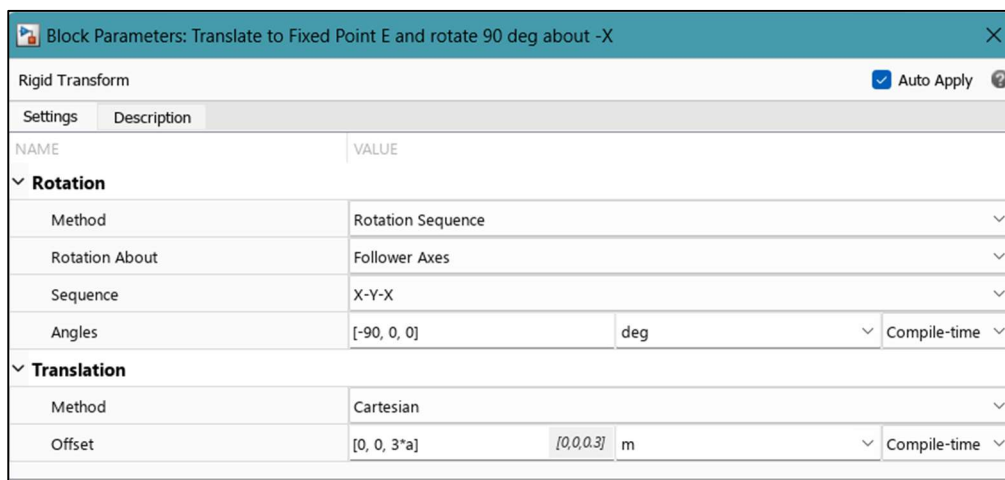 Block Parameters: Translate to Fixed Point E and rotate 90 deg about -X
Rigid Transform Auto Apply
Settings Description
NAME VALUE
Rotation
Method Rotation Sequence
Rotation About Follower Axes
Sequence X-Y-X
Angles [-90, 0, 0] deg Compile-time
Translation
Method Cartesian
Offset [0, 0, 3*a] [0,0,0.3] m Compile-time